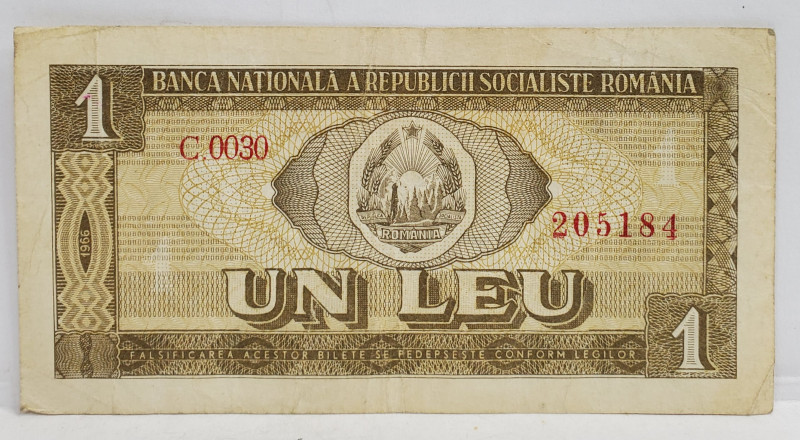 1
BANCA NAȚIONALĂ A REPUBLICII SOCIALISTE ROMÂNIA
C.0030
205184
ROMANIA
1966
UN LEU
1
FALSIFICAREA ACESTOR BILETE SE PEDEPSEȘTE CONFORM LEGILOR